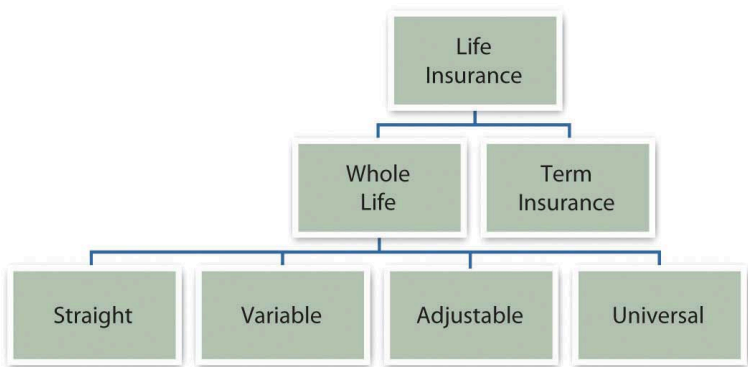 Life
Insurance
Whole
Life
Term
Insurance
Straight
Variable
Adjustable
Universal